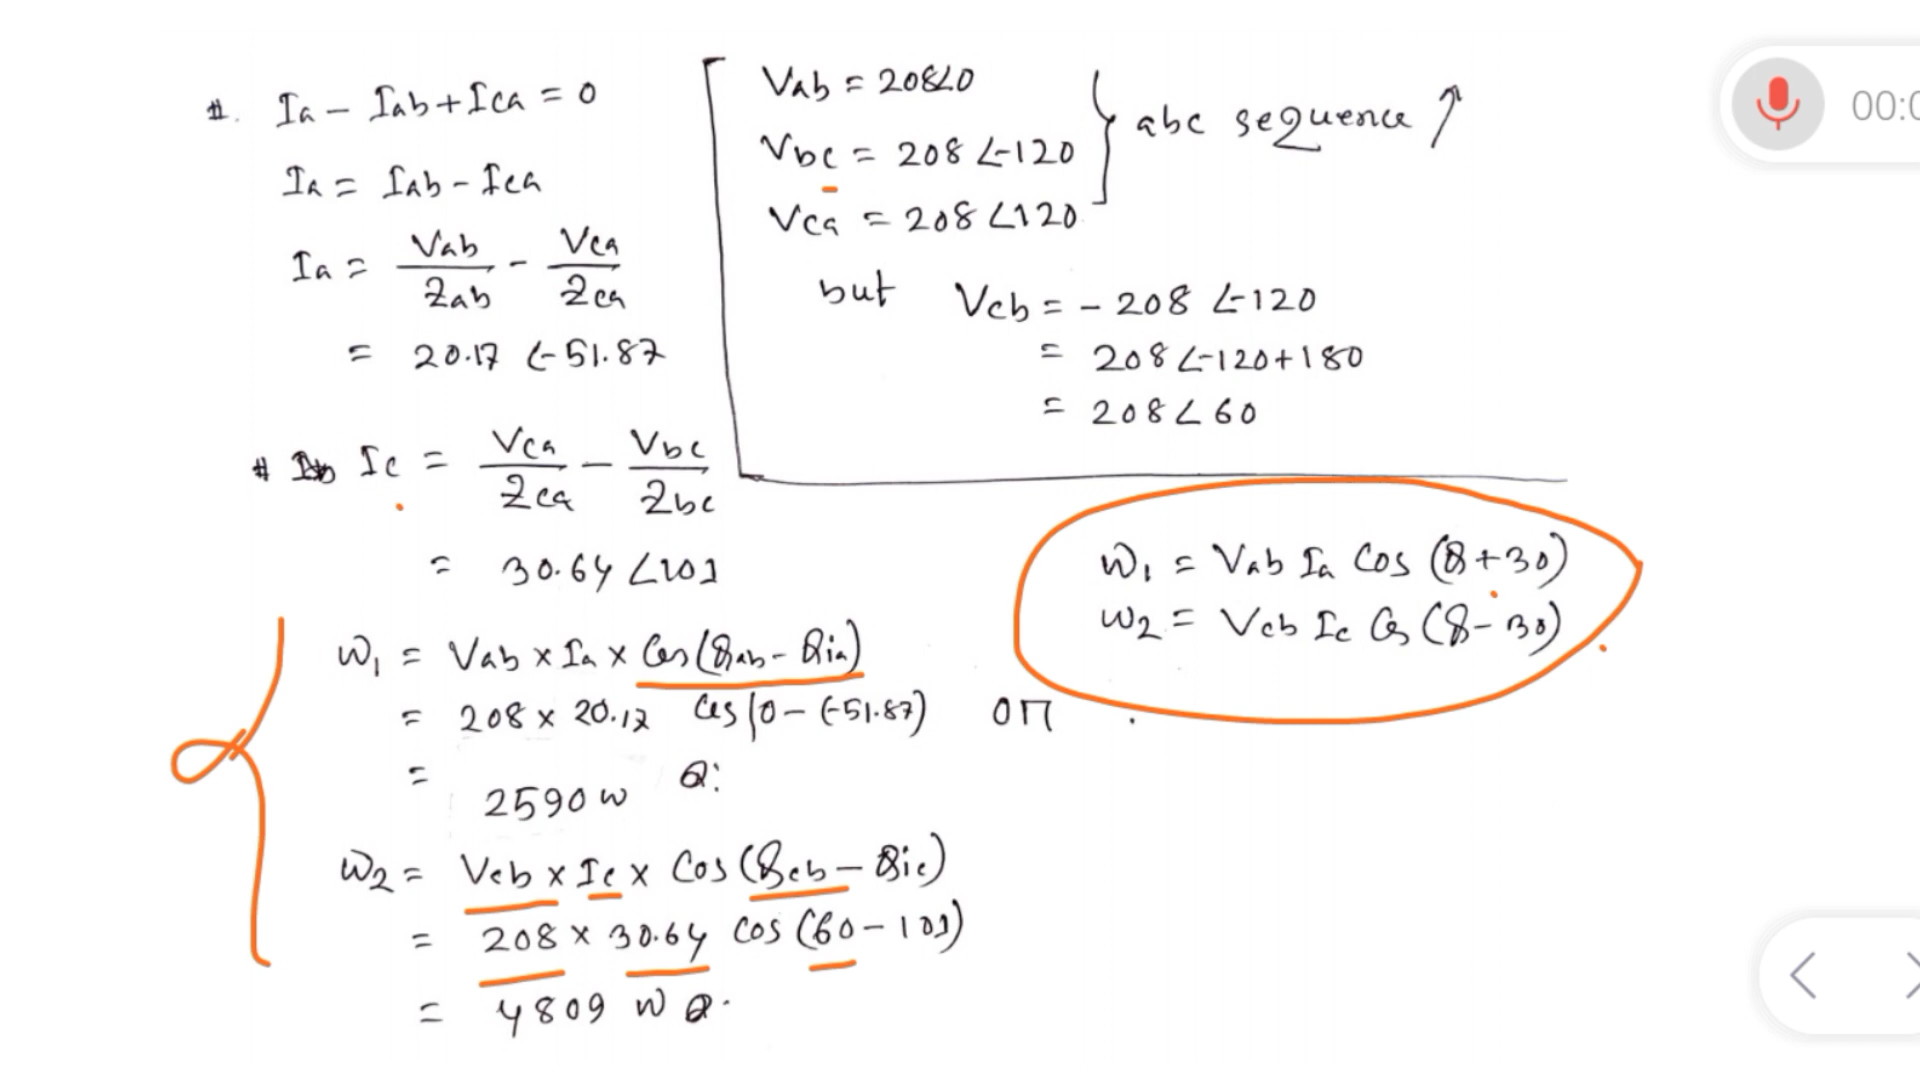 #. Ia - Iab + Ica = 0
Ia = Iab - Ica
Ia = Vab/Zab - Vca/Zca
= 20.17 ∠-51.87
# Ic = Vca/Zca - Vbc/Zbc
= 30.64 ∠101
Vab = 208∠0
Vbc = 208 ∠-120
Vca = 208 ∠120
} abc sequence
but Vcb = - 208 ∠-120
= 208 ∠-120+180
= 208 ∠60
W1 = Vab Ia Cos (θ+30)
W2 = Vcb Ic Cos (θ-30)
W1 = Vab × Ia × Cos(θab - θia)
= 208 × 20.17 Cos(0 - (-51.87) or
= 2590 W
W2 = Vcb × Ic × Cos (θcb - θic)
= 208 × 30.64 Cos (60 - 101)
= 4809 W